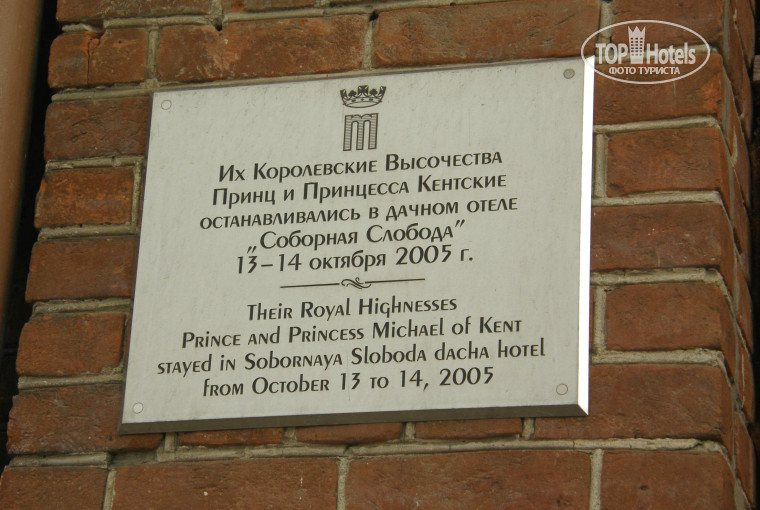 TOP Hotels
ФОТО ТУРИСТА
Их Королевские Высочества
Принц и Принцесса Кентские
останавливались в дачном отеле
„Соборная Слобода”
13–14 октября 2005 г.
Their Royal Highnesses
Prince and Princess Michael of Kent
stayed in Sobornaya Sloboda dacha hotel
from October 13 to 14, 2005